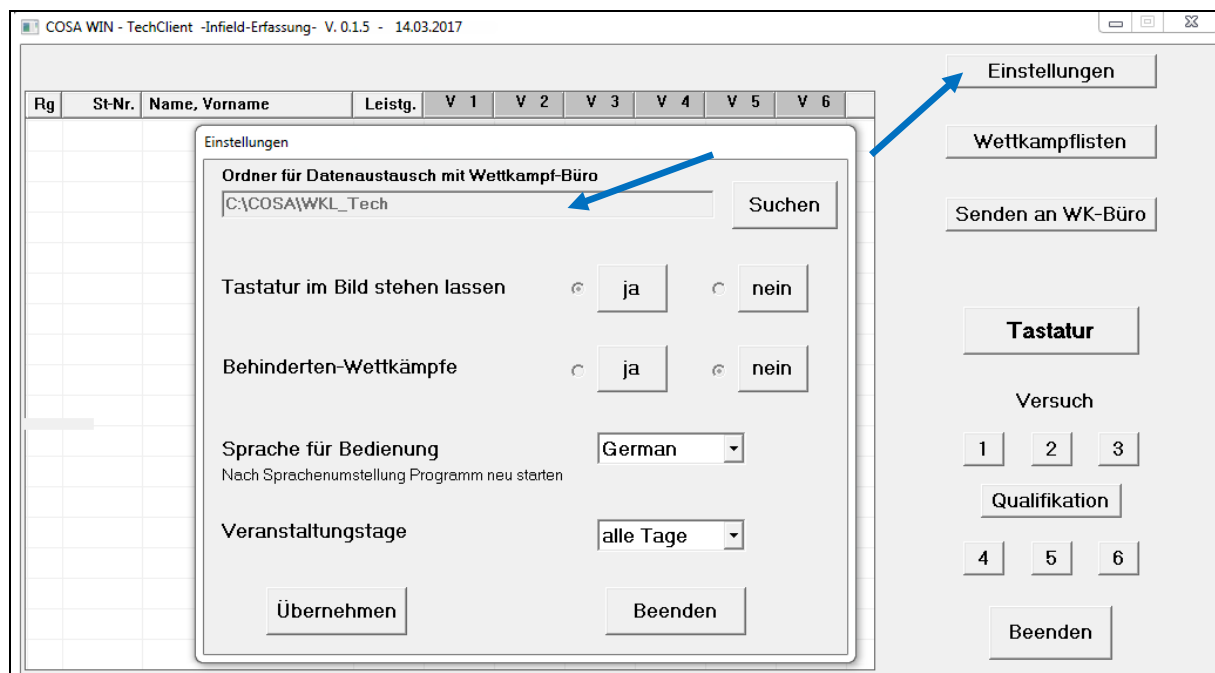 COSA WIN - TechClient -Infield-Erfassung- V. 0.1.5 - 14.03.2017
Einstellungen
Rg St-Nr. Name, Vorname Leistg. V 1 V 2 V 3 V 4 V 5 V 6
Wettkampflisten
Senden an WK-Büro
Tastatur
Versuch
1 2 3
Qualifikation
4 5 6
Beenden
Einstellungen
Ordner für Datenaustausch mit Wettkampf-Büro
C:\COSA\WKL_Tech Suchen
Tastatur im Bild stehen lassen ja nein
Behinderten-Wettkämpfe ja nein
Sprache für Bedienung German
Nach Sprachenumstellung Programm neu starten
Veranstaltungstage alle Tage
Übernehmen Beenden